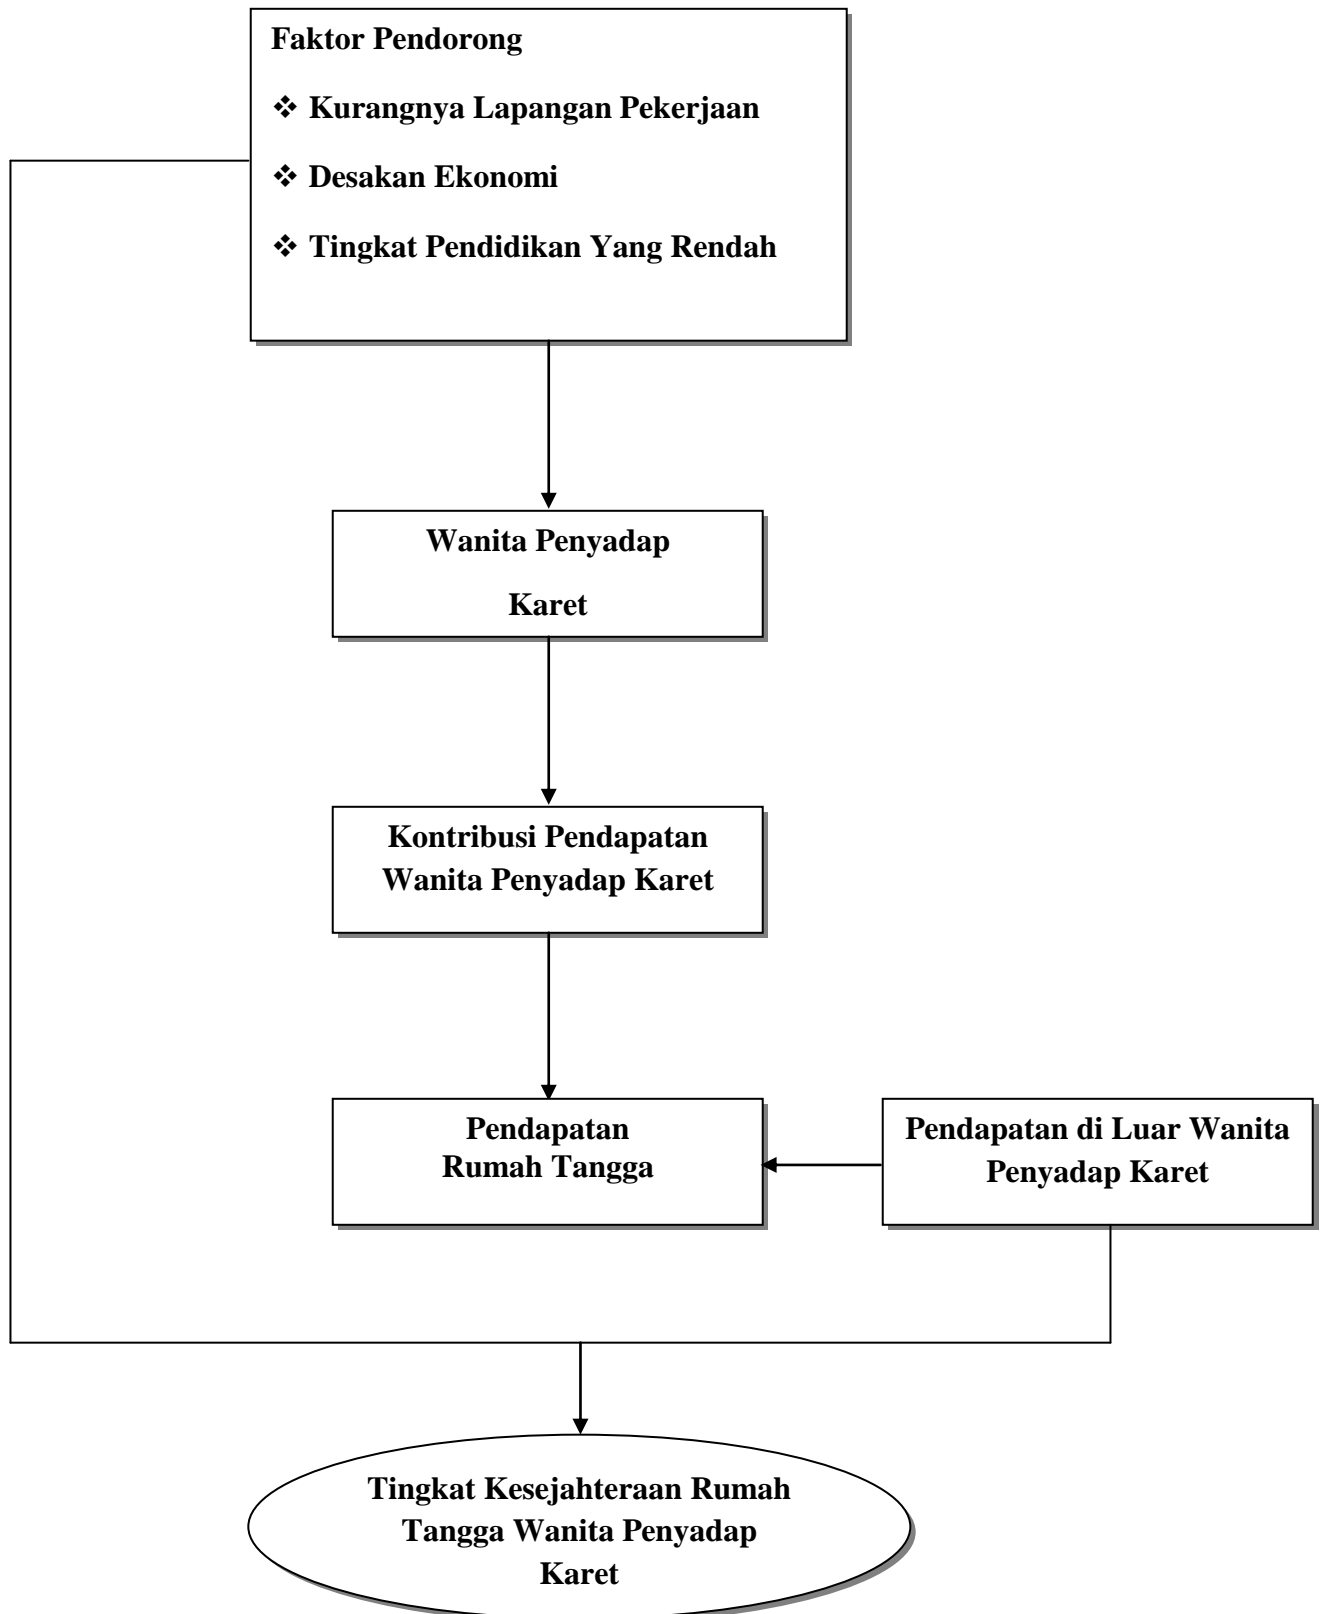 Faktor Pendorong
❖ Kurangnya Lapangan Pekerjaan
❖ Desakan Ekonomi
❖ Tingkat Pendidikan Yang Rendah
Wanita Penyadap
Karet
Kontribusi Pendapatan
Wanita Penyadap Karet
Pendapatan
Rumah Tangga
Pendapatan di Luar Wanita
Penyadap Karet
Tingkat Kesejahteraan Rumah
Tangga Wanita Penyadap
Karet